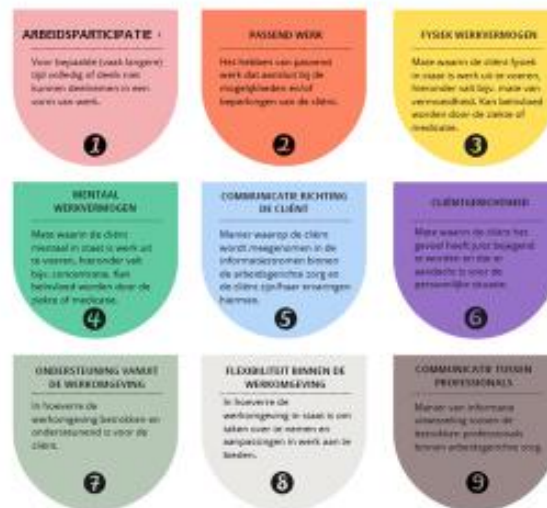 ARBEIDSPARTICIPATIE
Voor bepaalde (vaak langere)
tijd volledig of deels niet
kunnen deelnemen in een
vorm van werk.
1
PASSEND WERK
Het hebben van passend
werk dat aansluit bij de
mogelijkheden en/of
beperkingen van de cliënt.
2
FYSIEK WERKVERMOGEN
Mate waarin de cliënt fysiek
in staat is werk uit te voeren,
hieronder valt bijv. mate van
vermoeidheid. Kan beïnvloed
worden door de ziekte of
medicatie.
3
MENTAAL
WERKVERMOGEN
Mate waarin de cliënt
mentaal in staat is werk uit
te voeren, hieronder valt
bijv. concentratie. Kan
beïnvloed worden door de
ziekte of medicatie.
4
COMMUNICATIE RICHTING
DE CLIËNT
Manier waarop de cliënt
wordt meegenomen in de
informatiestromen binnen
de arbeidsgerichte zorg en
de cliënt zijn/haar ervaringen
hiermee.
5
CLIËNTGERICHTHEID
Mate waarin de cliënt het
gevoel heeft juist bejegend
te worden en dat er
aandacht is voor de
persoonlijke situatie.
6
ONDERSTEUNING VANUIT
DE WERKOMGEVING
In hoeverre de
werkomgeving betrokken en
ondersteunend is voor de
cliënt.
7
FLEXIBILITEIT BINNEN DE
WERKOMGEVING
In hoeverre de
werkomgeving in staat is om
taken over te nemen en
aanpassingen in werk aan te
bieden.
8
COMMUNICATIE TUSSEN
PROFESSIONALS
Manier van informatie
uitwisseling tussen de
betrokken professionals
binnen arbeidsgerichte zorg.
9